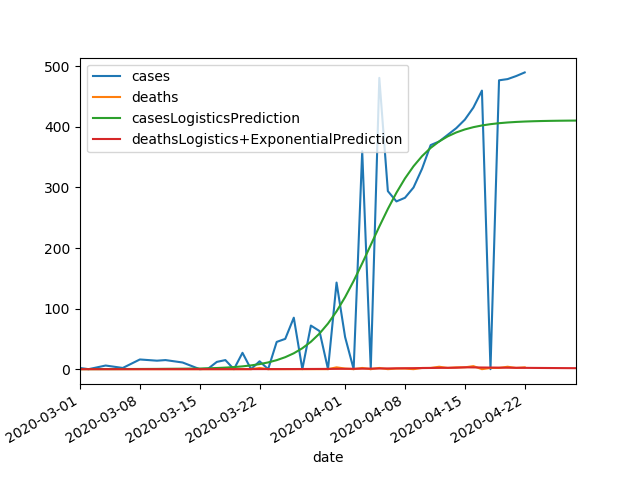 500
400
300
200
100
0
cases
deaths
casesLogisticsPrediction
deathsLogistics+ExponentialPrediction
2020-03-01
2020-03-08
2020-03-15
2020-03-22
2020-04-01
2020-04-08
2020-04-15
2020-04-22
date